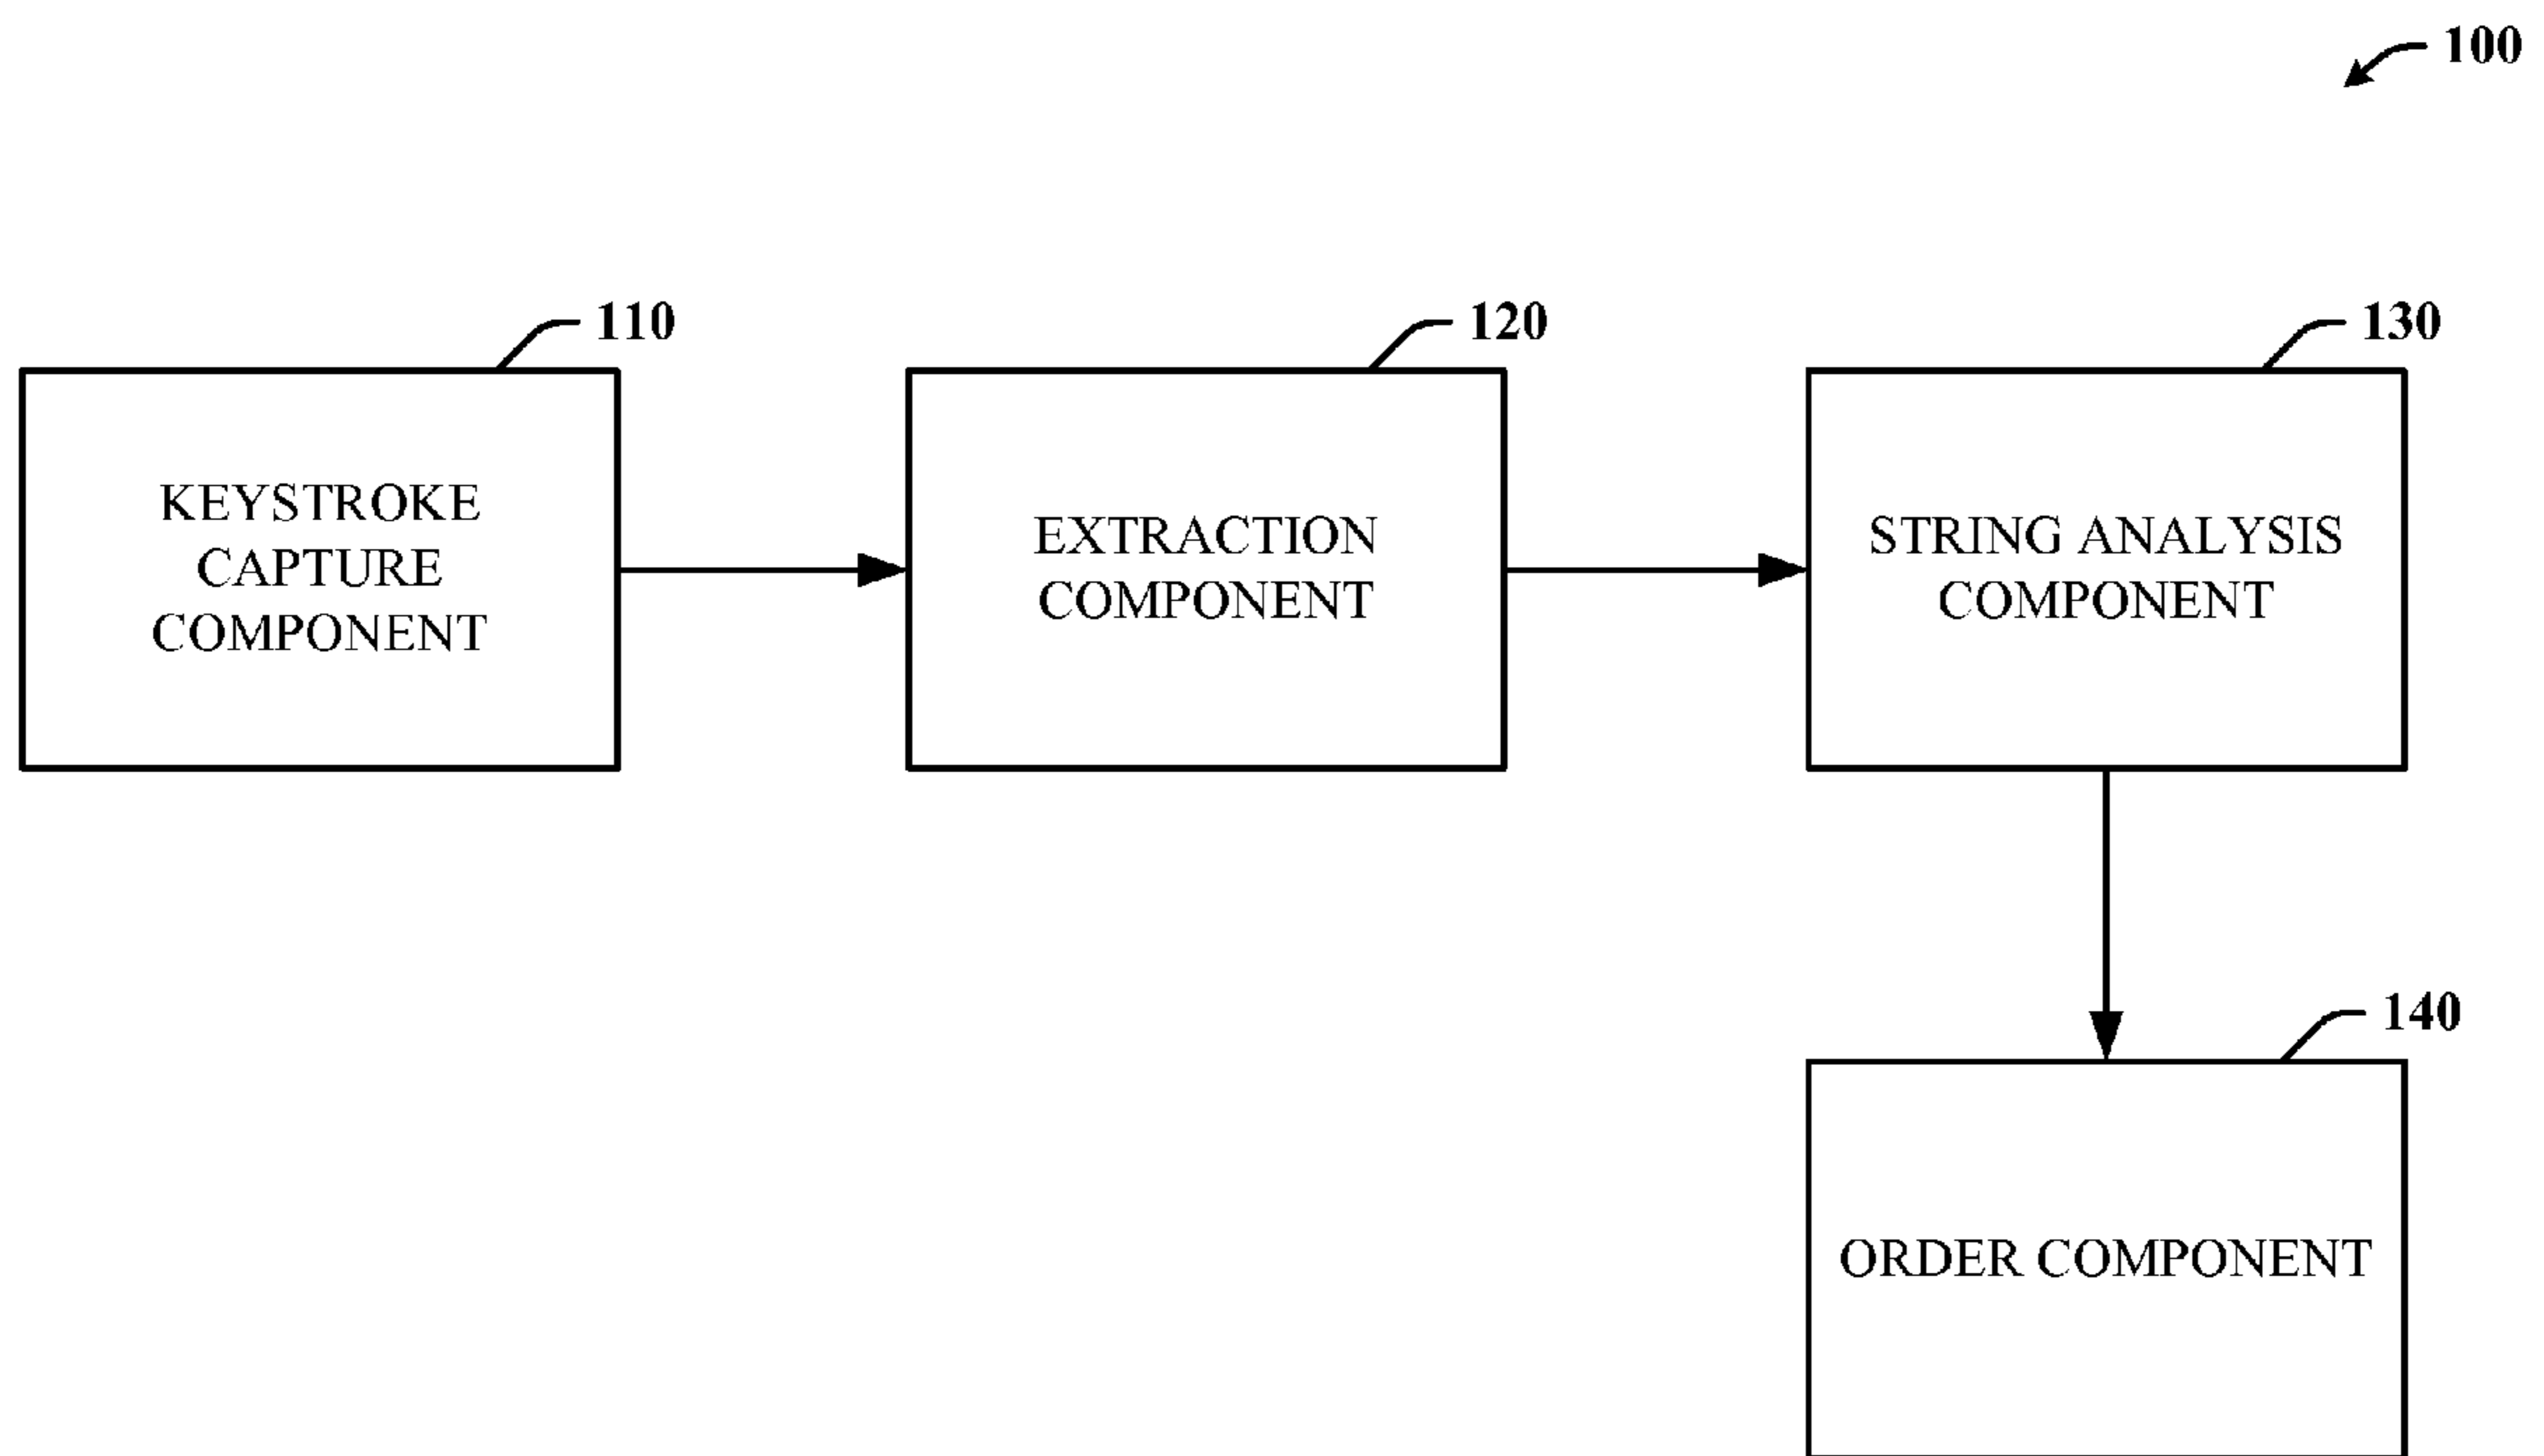 100
110
KEYSTROKE
CAPTURE
COMPONENT
120
EXTRACTION
COMPONENT
130
STRING ANALYSIS
COMPONENT
140
ORDER COMPONENT